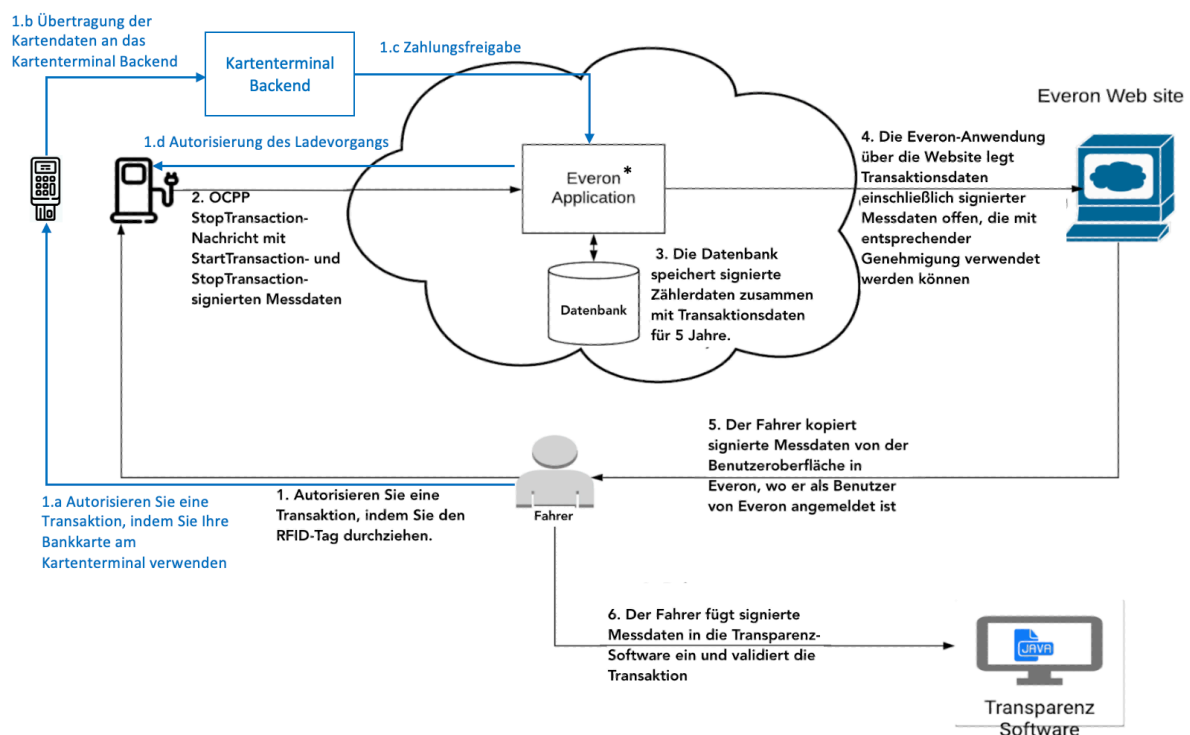 1.b Übertragung der
Kartendaten an das
Kartenterminal Backend
Kartenterminal
Backend
1.c Zahlungsfreigabe
Everon Web site
1.d Autorisierung des Ladevorgangs
Everon*
Application
2. OCPP
StopTransaction-
Nachricht mit
StartTransaction- und
StopTransaction-
signierten Messdaten
3. Die Datenbank
speichert signierte
Zählerdaten zusammen
mit Transaktionsdaten
für 5 Jahre.
Datenbank
4. Die Everon-Anwendung
über die Website legt
Transaktionsdaten
einschließlich signierter
Messdaten offen, die mit
entsprechender
Genehmigung verwendet
werden können
5. Der Fahrer kopiert
signierte Messdaten von der
Benutzeroberfläche in
Everon, wo er als Benutzer
von Everon angemeldet ist
1.a Autorisieren Sie eine
Transaktion, indem Sie Ihre
Bankkarte am
Kartenterminal verwenden
1. Autorisieren Sie eine
Transaktion, indem Sie den
RFID-Tag durchziehen.
Fahrer
6. Der Fahrer fügt signierte
Messdaten in die Transparenz-
Software ein und validiert die
Transaktion
JAVA
Transparenz
Software